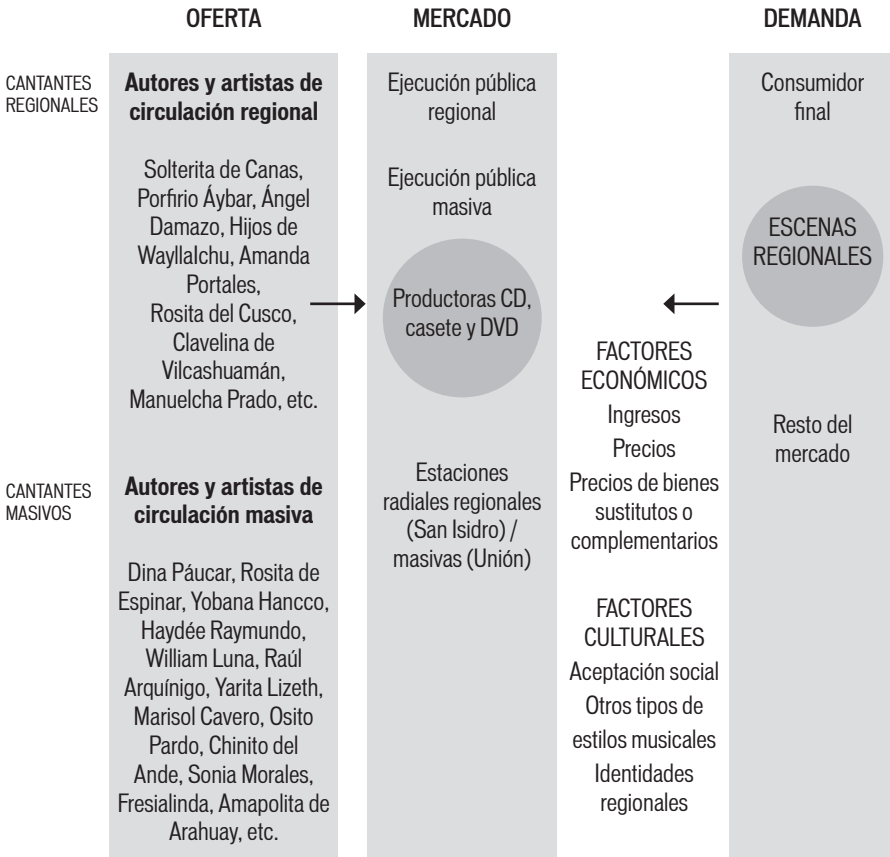 OFERTA
MERCADO
DEMANDA
CANTANTES
REGIONALES
Autores y artistas de
circulación regional
Solterita de Canas,
Porfirio Áybar, Ángel
Damazo, Hijos de
Wayllalchu, Amanda
Portales,
Rosita del Cusco,
Clavelina de
Vilcashuamán,
Manuelcha Prado, etc.
CANTANTES
MASIVOS
Autores y artistas de
circulación masiva
Dina Páucar, Rosita de
Espinar, Yobana Hancco,
Haydée Raymundo,
William Luna, Raúl
Arquínigo, Yarita Lizeth,
Marisol Cavero, Osito
Pardo, Chinito del
Ande, Sonia Morales,
Fresialinda, Amapolita de
Arahuay, etc.
Ejecución pública
regional
Ejecución pública
masiva
Productoras CD,
casete y DVD
Estaciones
radiales regionales
(San Isidro) /
masivas (Unión)
FACTORES
ECONÓMICOS
Ingresos
Precios
Precios de bienes
sustitutos o
complementarios
FACTORES
CULTURALES
Aceptación social
Otros tipos de
estilos musicales
Identidades
regionales
Consumidor
final
ESCENAS
REGIONALES
Resto del
mercado